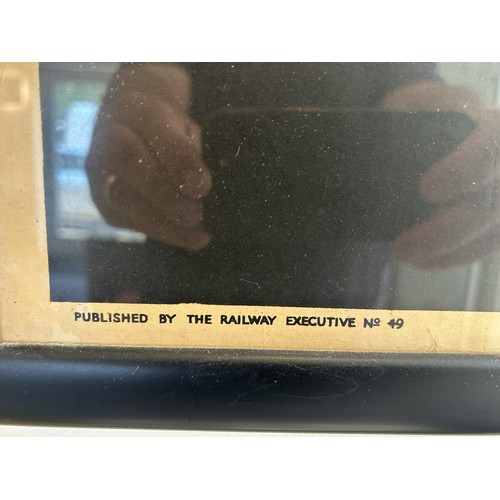 PUBLISHED BY THE RAILWAY EXECUTIVE Nº 49